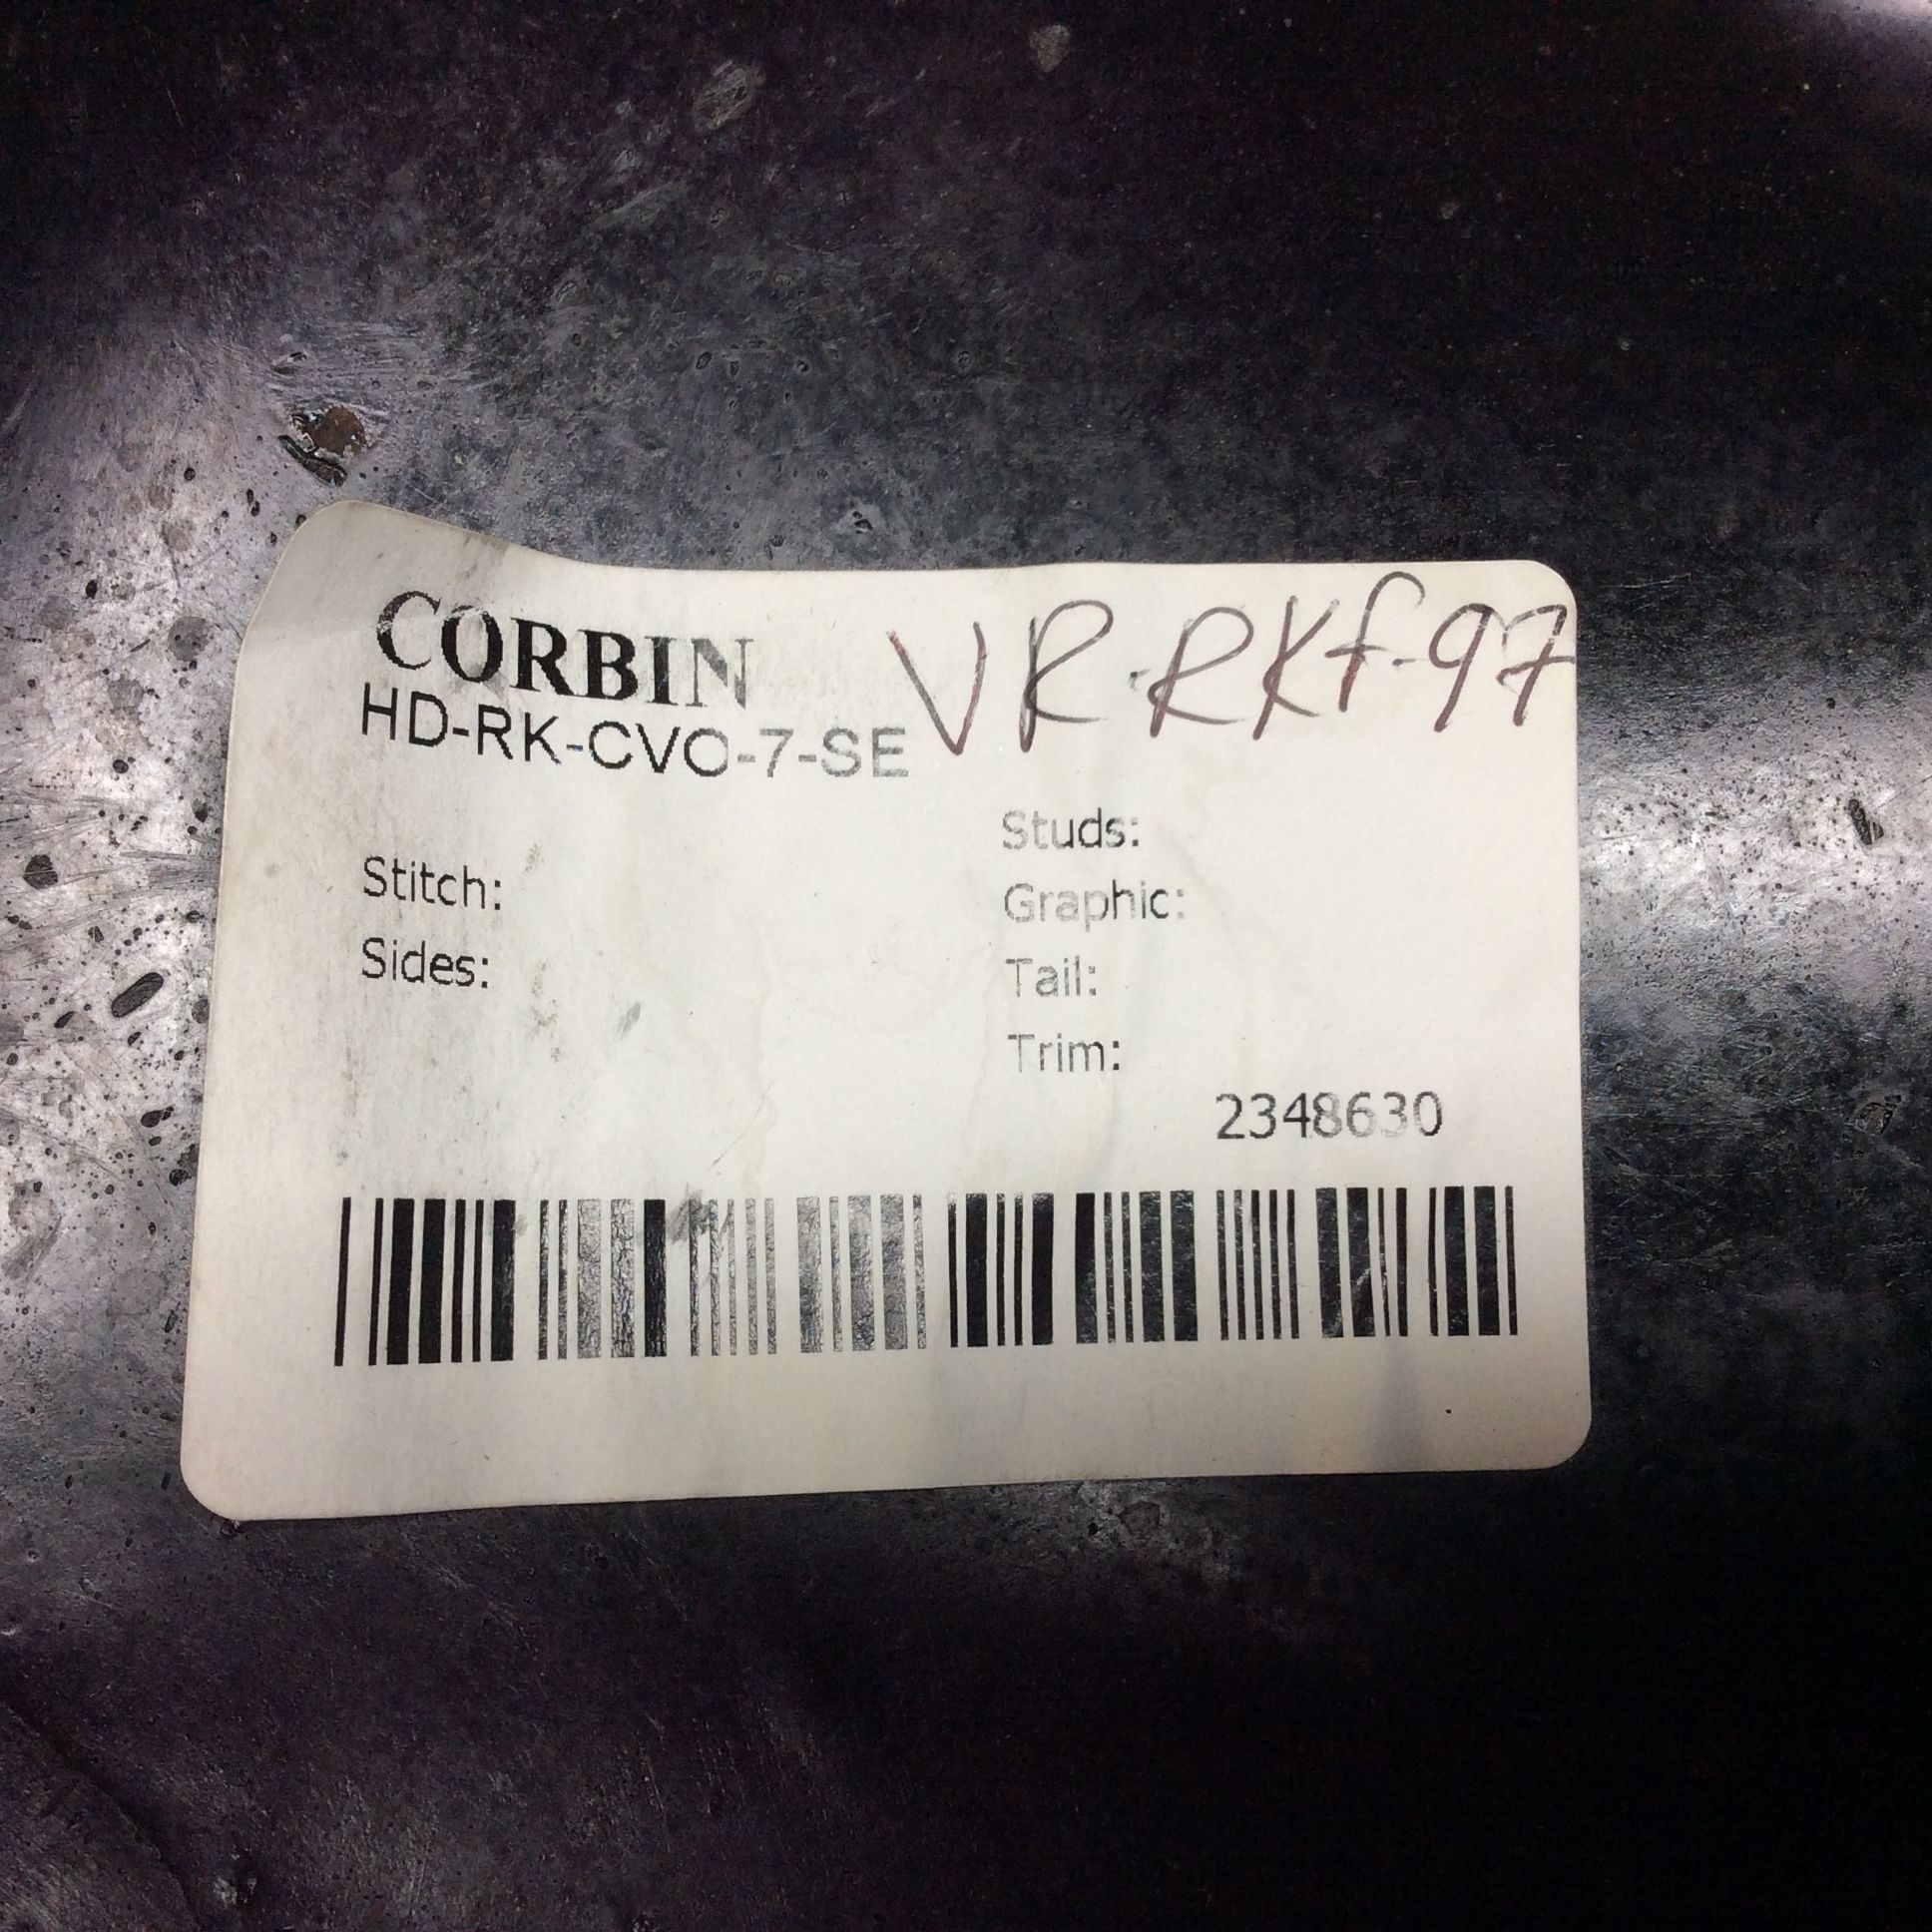 CORBIN VR-RKf-97
HD-RK-CVO-7-SE
Studs:
Stitch:
Graphic:
Sides:
Tail:
Trim:
2348630